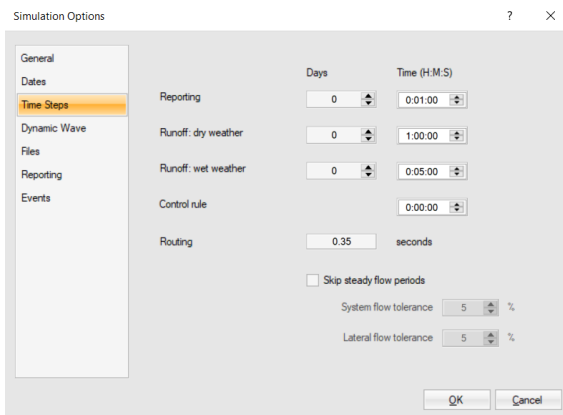 Simulation Options ? ×
General
Dates
Time Steps
Dynamic Wave
Files
Reporting
Events
Days Time (H:M:S)
Reporting 0 0:01:00
Runoff: dry weather 0 1:00:00
Runoff: wet weather 0 0:05:00
Control rule 0:00:00
Routing 0.35 seconds
Skip steady flow periods
System flow tolerance 5 %
Lateral flow tolerance 5 %
OK Cancel